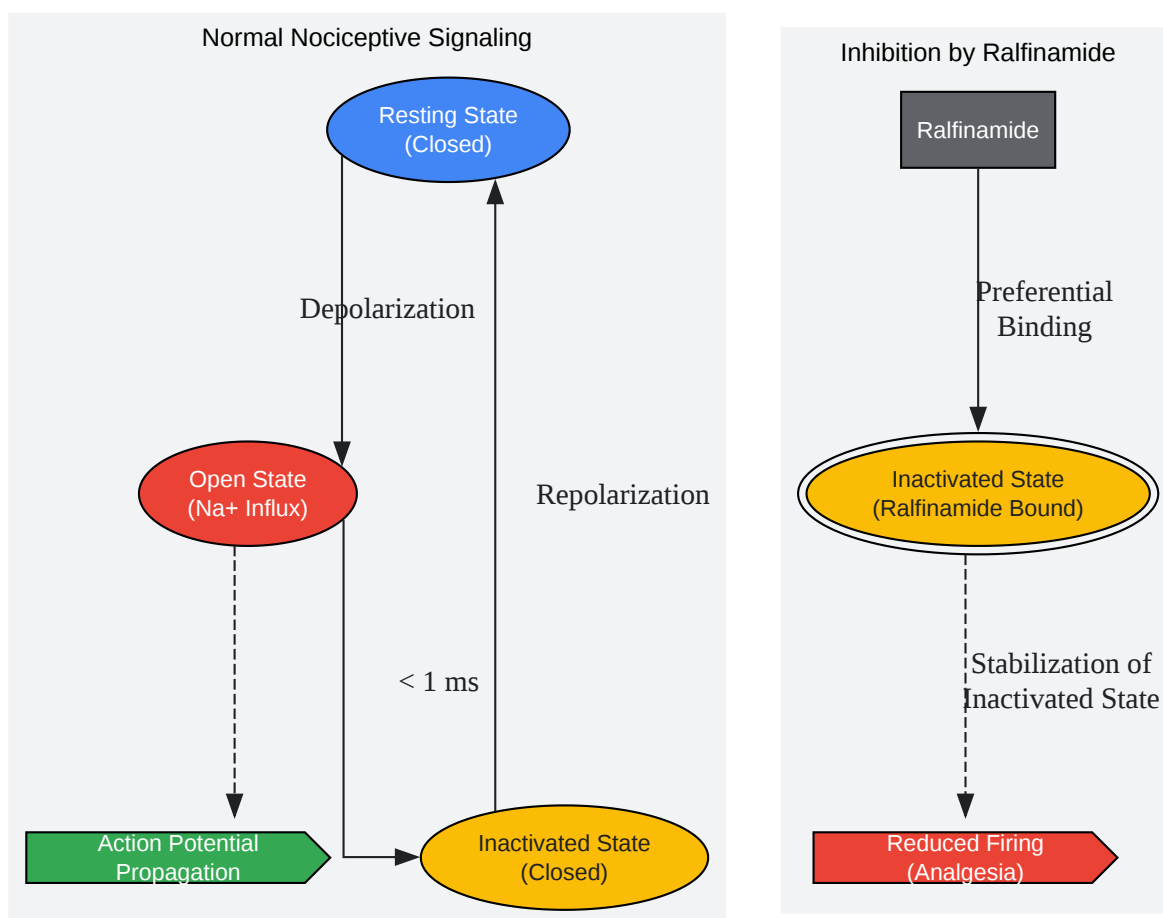 Normal Nociceptive Signaling
Resting State
(Closed)
Depolarization
Open State
(Na+ Influx)
Repolarization
< 1 ms
Action Potential
Propagation
Inactivated State
(Closed)
Inhibition by Ralfinamide
Ralfinamide
Preferential
Binding
Inactivated State
(Ralfinamide Bound)
Stabilization of
Inactivated State
Reduced Firing
(Analgesia)